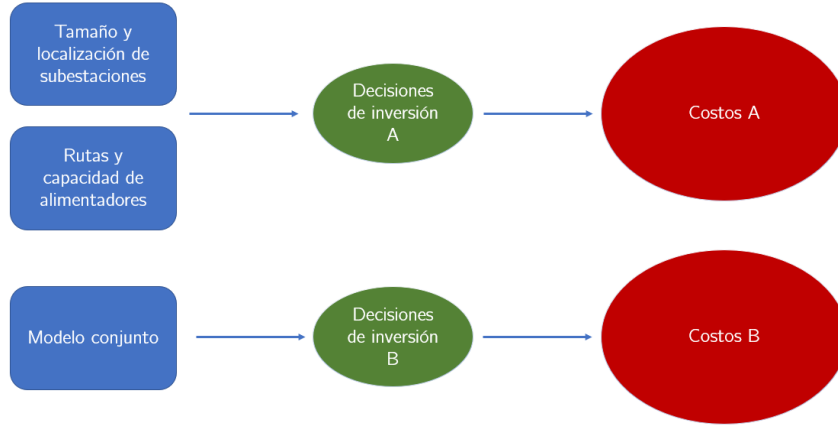 Tamaño y
localización de
subestaciones
Rutas y
capacidad de
alimentadores
Decisiones
de inversión
A
Costos A
Modelo conjunto
Decisiones
de inversión
B
Costos B